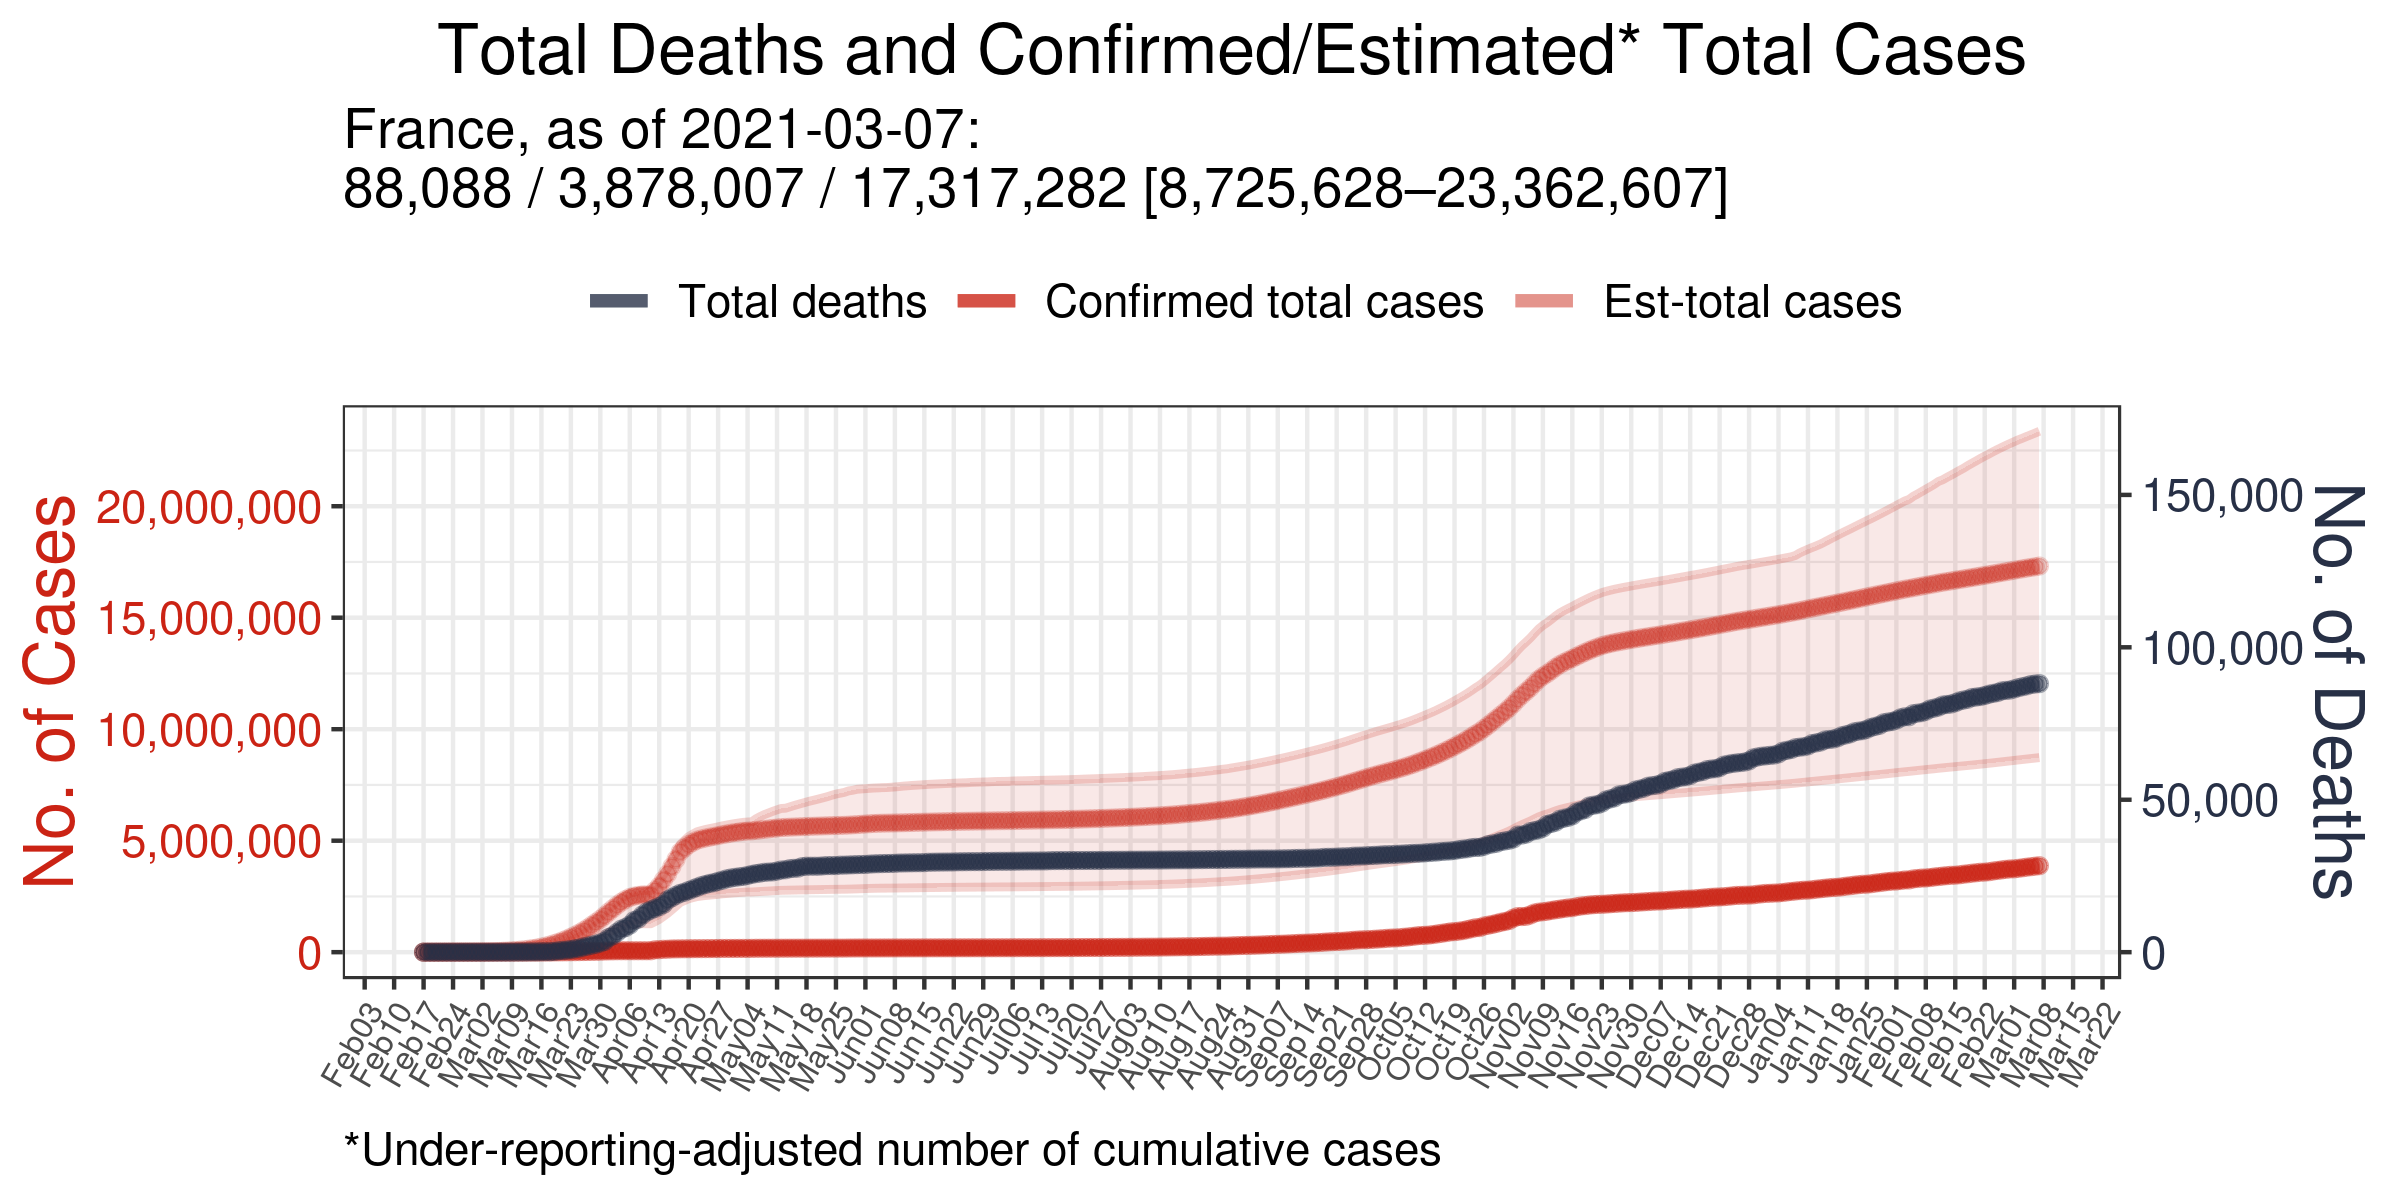 Total Deaths and Confirmed/Estimated* Total Cases
France, as of 2021-03-07:
88,088 / 3,878,007 / 17,317,282 [8,725,628–23,362,607]
Total deaths
Confirmed total cases
Est-total cases
No. of Cases
20,000,000
15,000,000
10,000,000
5,000,000
0
150,000
100,000
50,000
0
No. of Deaths
Feb03
Feb10
Feb17
Feb24
Mar02
Mar09
Mar16
Mar23
Mar30
Apr06
Apr13
Apr20
Apr27
May04
May11
May18
May25
Jun01
Jun08
Jun15
Jun22
Jun29
Jul06
Jul13
Jul20
Jul27
Aug03
Aug10
Aug17
Aug24
Aug31
Sep07
Sep14
Sep21
Sep28
Oct05
Oct12
Oct19
Oct26
Nov02
Nov09
Nov16
Nov23
Nov30
Dec07
Dec14
Dec21
Dec28
Jan04
Jan11
Jan18
Jan25
Feb01
Feb08
Feb15
Feb22
Mar01
Mar08
Mar15
Mar22
*Under-reporting-adjusted number of cumulative cases